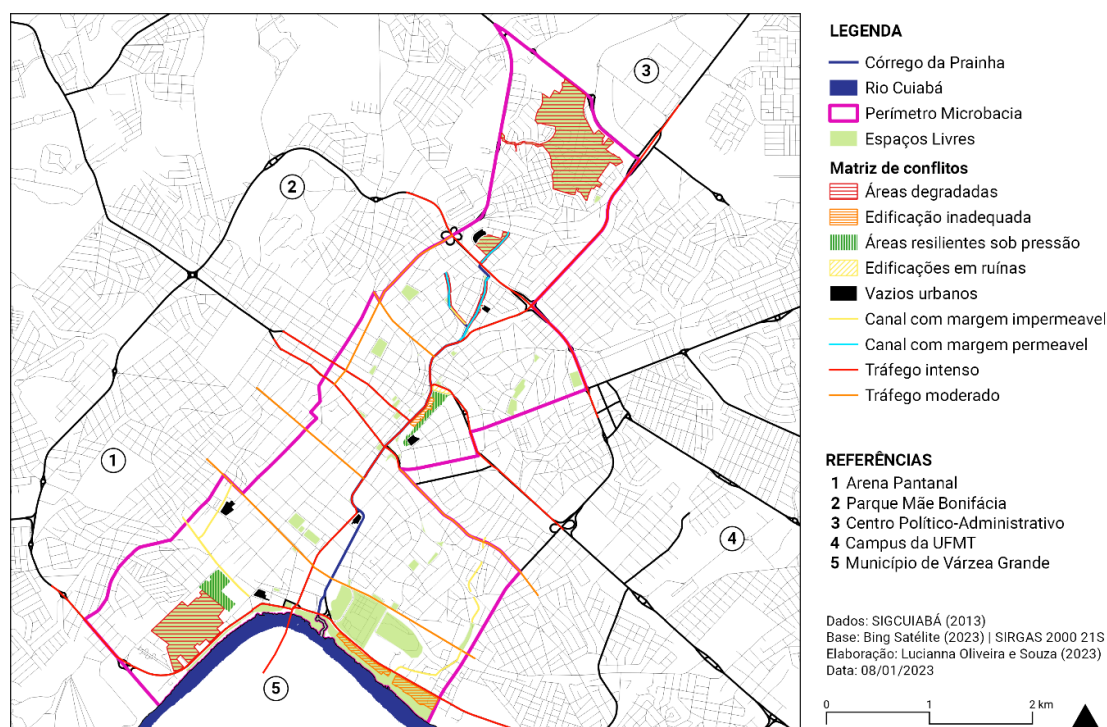 LEGENDA
Córrego da Prainha
Rio Cuiabá
Perímetro Microbacia
Espaços Livres
Matriz de conflitos
Áreas degradadas
Edificação inadequada
Áreas resilientes sob pressão
Edificações em ruínas
Vazios urbanos
Canal com margem impermeavel
Canal com margem permeavel
Tráfego intenso
Tráfego moderado
REFERÊNCIAS
1 Arena Pantanal
2 Parque Mãe Bonifácia
3 Centro Político-Administrativo
4 Campus da UFMT
5 Município de Várzea Grande
Dados: SIGCUIABÁ (2013)
Base: Bing Satélite (2023) | SIRGAS 2000 21S
Elaboração: Lucianna Oliveira e Souza (2023)
Data: 08/01/2023
0 1 2 km
3
2
1
4
5